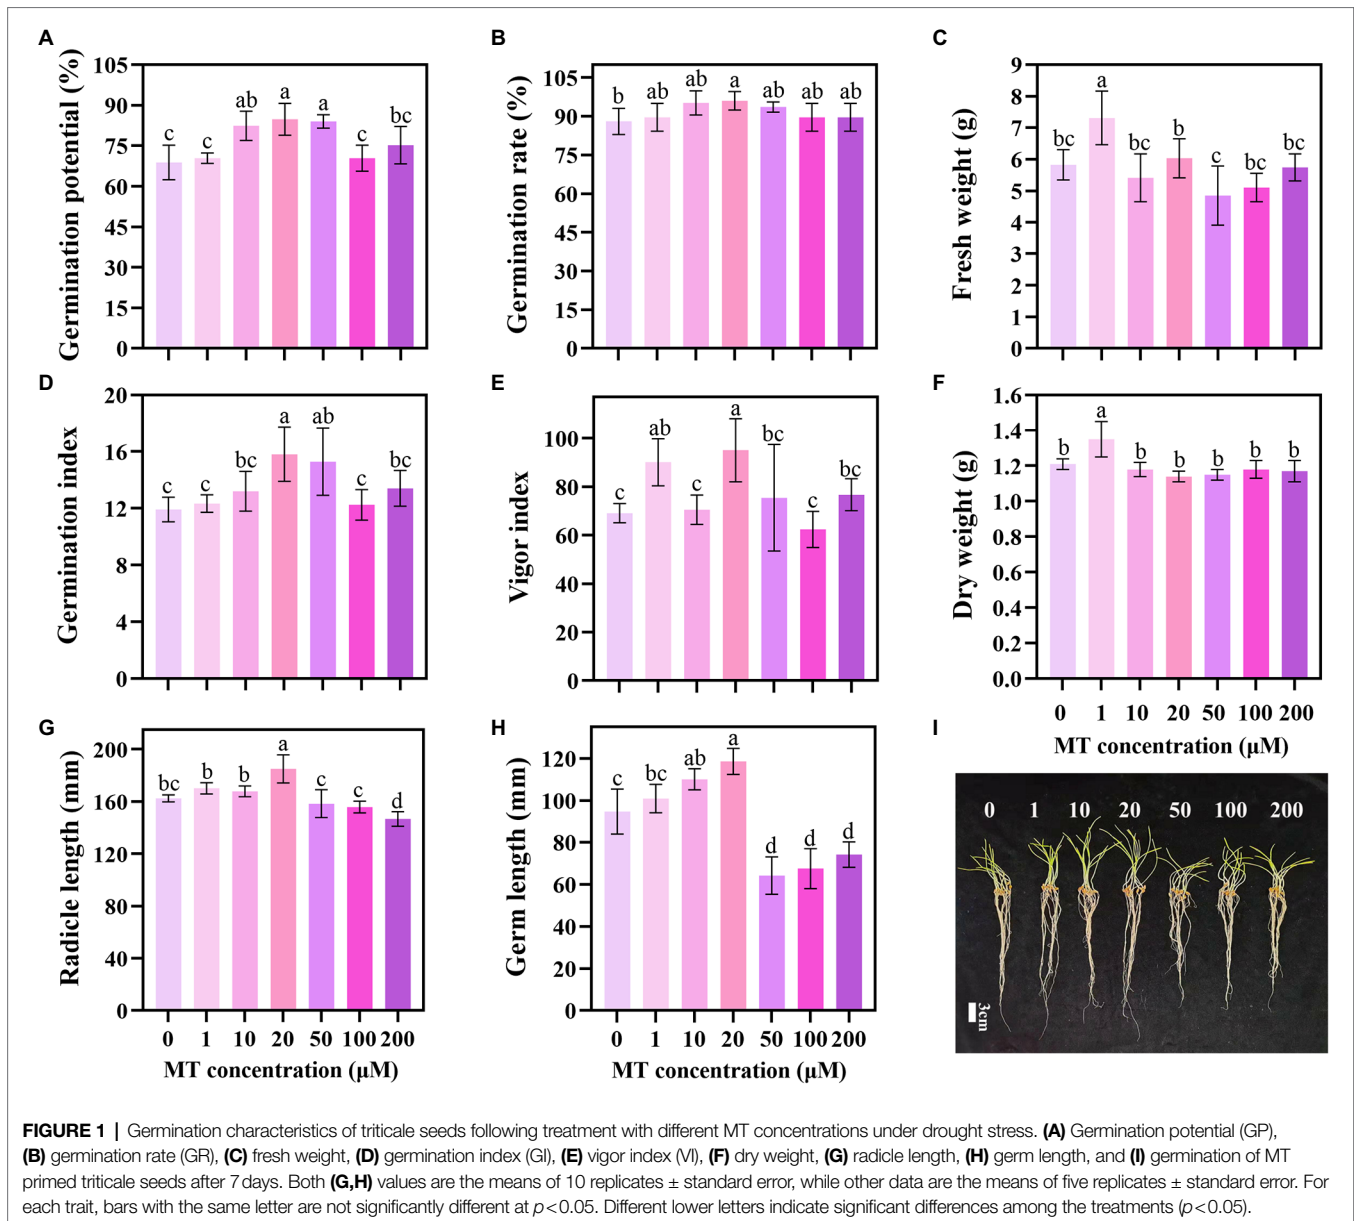 A
Germination potential (%)
105
90
75
60
45
30
15
0
c c ab a a c bc
B
Germination rate (%)
105
90
75
60
45
30
15
0
b ab ab a ab ab ab
C
Fresh weight (g)
9
8
7
6
5
4
3
2
1
0
bc a bc b c bc bc
D
Germination index
20
16
12
8
4
0
c c bc a ab c bc
E
Vigor index
100
80
60
40
20
0
c ab c a bc c bc
F
Dry weight (g)
1.6
1.4
1.2
1.0
0.8
0.6
0.4
0.2
0.0
b a b b b b b
0 1 10 20 50 100 200
MT concentration (μM)
G
Radicle length (mm)
200
160
120
80
40
0
bc b b a c c d
0 1 10 20 50 100 200
MT concentration (μM)
H
Germ length (mm)
120
100
80
60
40
20
0
c bc ab a d d d
0 1 10 20 50 100 200
MT concentration (μM)
I
0 1 10 20 50 100 200
3cm
FIGURE 1 | Germination characteristics of triticale seeds following treatment with different MT concentrations under drought stress. (A) Germination potential (GP),
(B) germination rate (GR), (C) fresh weight, (D) germination index (GI), (E) vigor index (VI), (F) dry weight, (G) radicle length, (H) germ length, and (I) germination of MT
primed triticale seeds after 7 days. Both (G,H) values are the means of 10 replicates ± standard error, while other data are the means of five replicates ± standard error. For
each trait, bars with the same letter are not significantly different at p < 0.05. Different lower letters indicate significant differences among the treatments (p < 0.05).